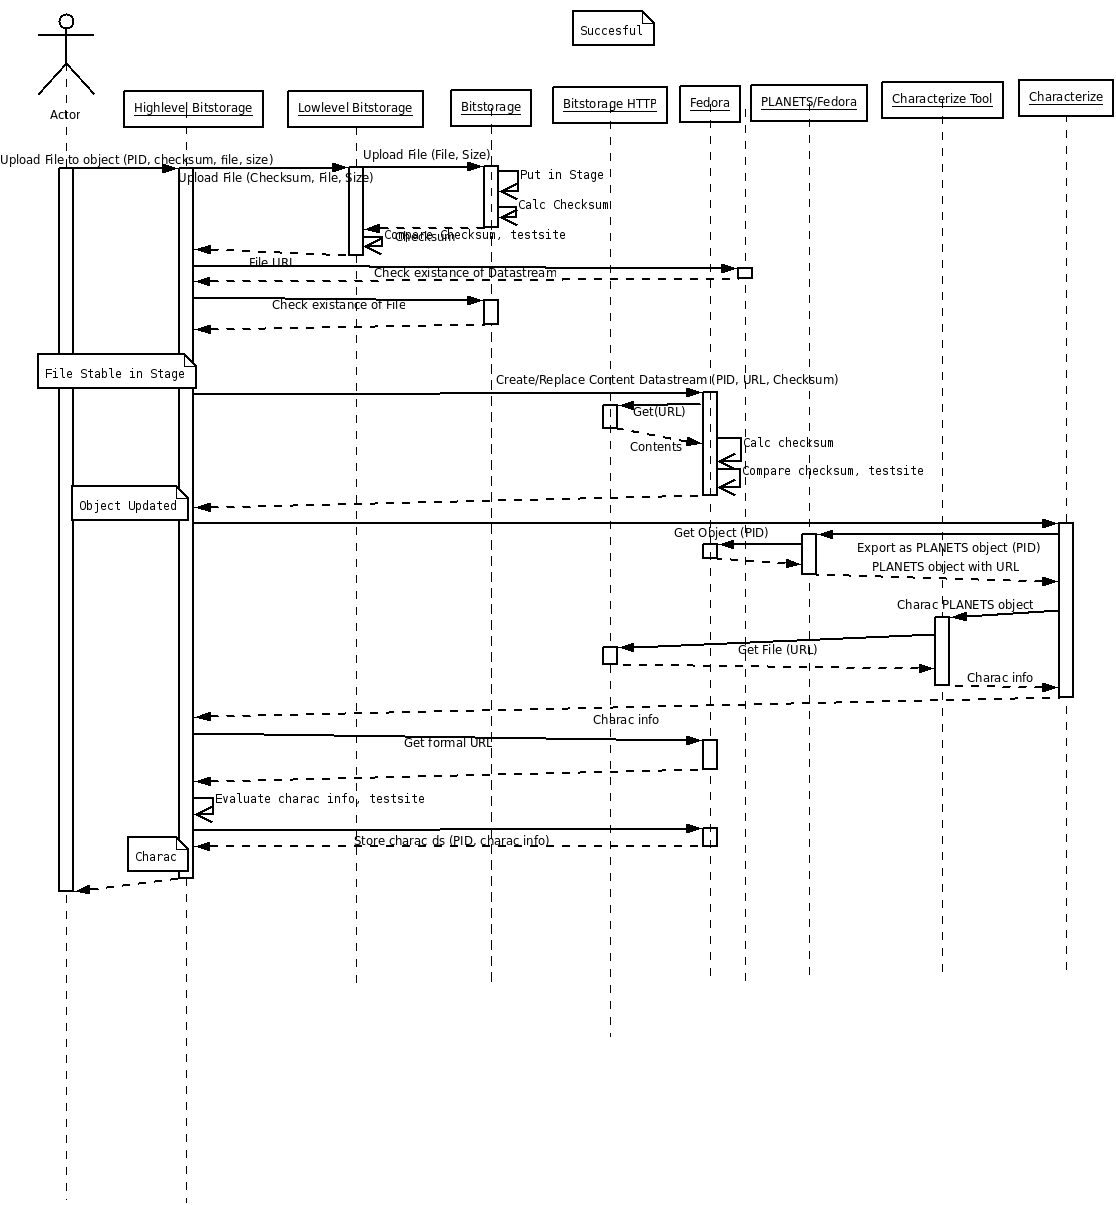 Succesful
Actor
Highlevel Bitstorage
Lowlevel Bitstorage
Bitstorage
Bitstorage HTTP
Fedora
PLANETS/Fedora
Characterize Tool
Characterize
Upload File to object (PID, checksum, file, size)
Upload File (Checksum, File, Size)
Upload File (File, Size)
Put in Stage
Calc Checksum
Checksum
Compare Checksum, testsite
File URL
Check existance of Datastream
Check existance of File
File Stable in Stage
Create/Replace Content Datastream (PID, URL, Checksum)
Get(URL)
Contents
Calc checksum
Compare checksum, testsite
Object Updated
Get Object (PID)
Export as PLANETS object (PID)
PLANETS object with URL
Charac PLANETS object
Get File (URL)
Charac info
Charac info
Get formal URL
Evaluate charac info, testsite
Store charac ds (PID, charac info)
Charac